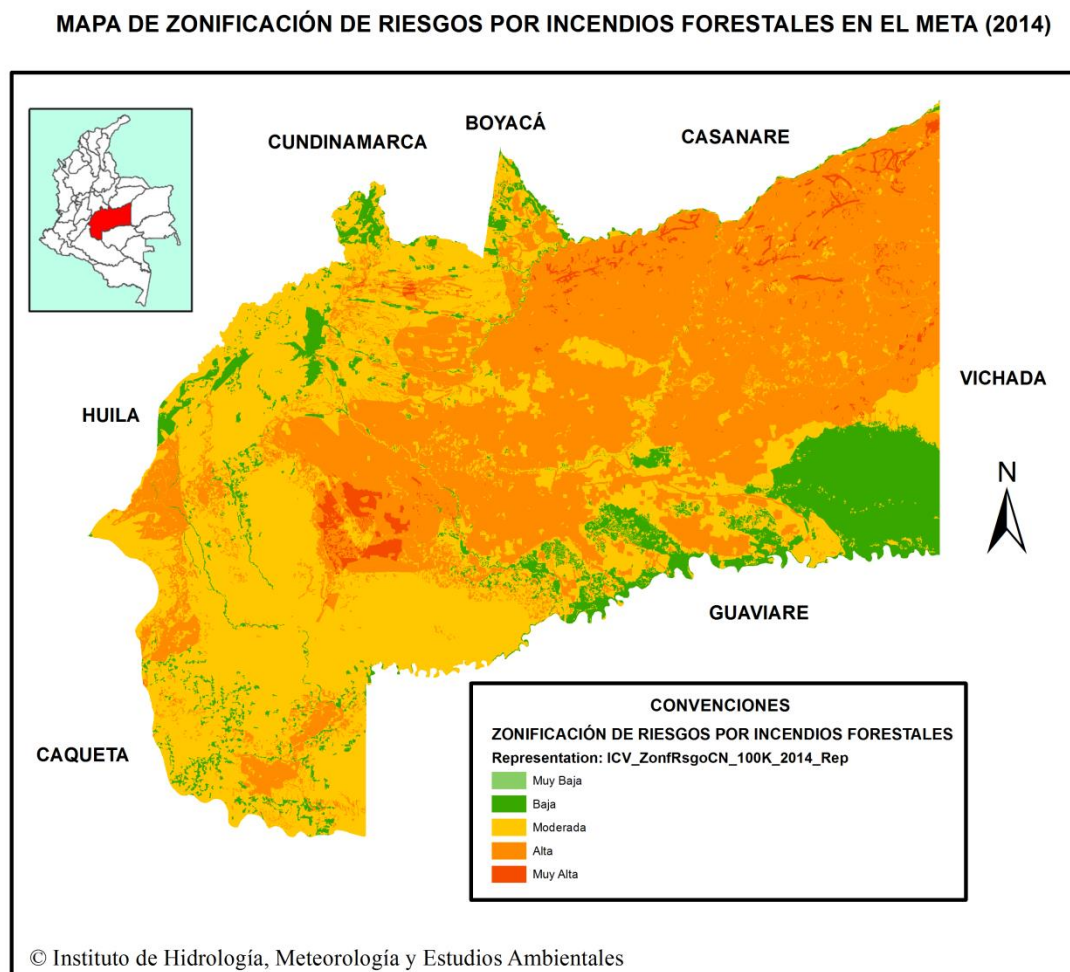 MAPA DE ZONIFICACIÓN DE RIESGOS POR INCENDIOS FORESTALES EN EL META (2014)
BOYACÁ
CUNDINAMARCA
CASANARE
VICHADA
HUILA
N
GUAVIARE
CAQUETA
CONVENCIONES
ZONIFICACIÓN DE RIESGOS POR INCENDIOS FORESTALES
Representation: ICV_ZonfRsgoCN_100K_2014_Rep
Muy Baja
Baja
Moderada
Alta
Muy Alta
© Instituto de Hidrología, Meteorología y Estudios Ambientales